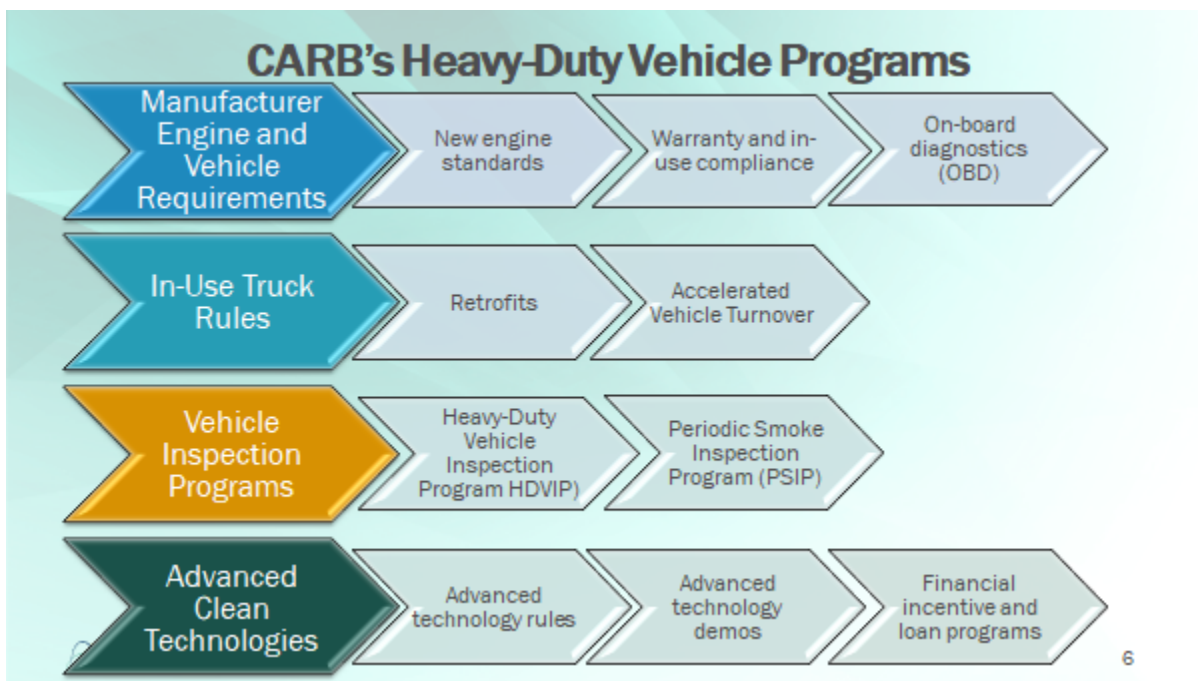 CARB's Heavy-Duty Vehicle Programs
Manufacturer
Engine and
Vehicle
Requirements
New engine
standards
Warranty and in-
use compliance
On-board
diagnostics
(OBD)
In-Use Truck
Rules
Retrofits
Accelerated
Vehicle Turnover
Vehicle
Inspection
Programs
Heavy-Duty
Vehicle
Inspection
Program HDVIP)
Periodic Smoke
Inspection
Program (PSIP)
Advanced
Clean
Technologies
Advanced
technology rules
Advanced
technology
demos
Financial
incentive and
loan programs
6